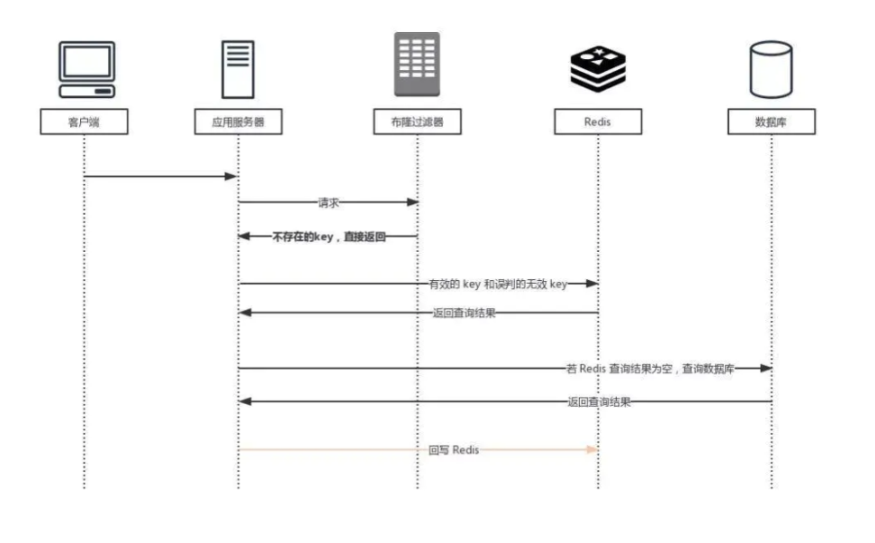 客户端
应用服务器
布隆过滤器
Redis
数据库
请求
不存在的key，直接返回
有效的 key 和误判的无效 key
返回查询结果
若 Redis 查询结果为空，查询数据库
返回查询结果
回写 Redis